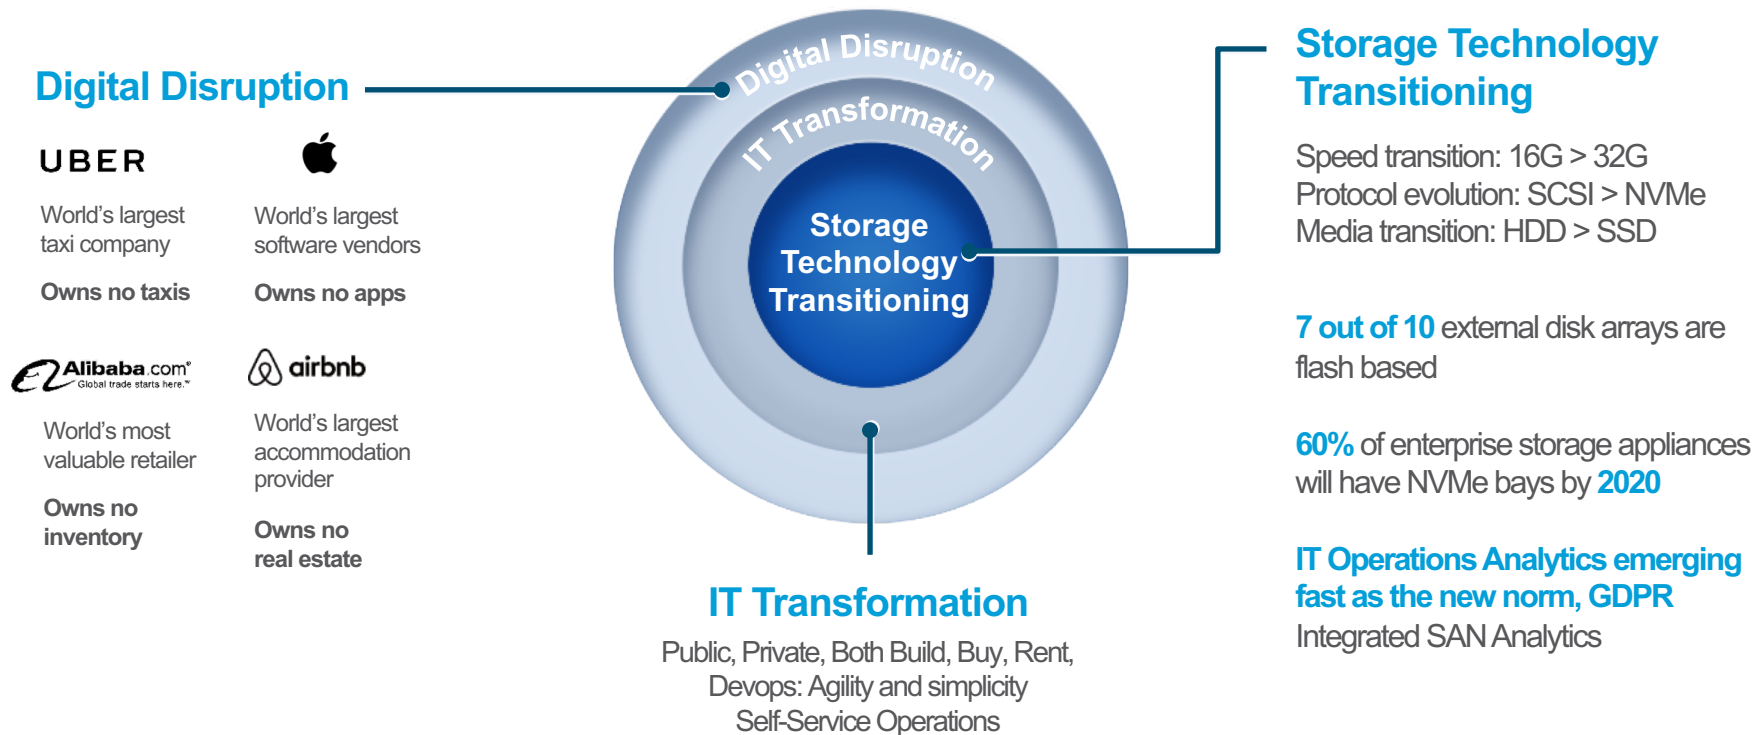 Digital Disruption
UBER
World’s largest
taxi company
Owns no taxis
World’s largest
software vendors
Owns no apps
Alibaba.com®
Global trade starts here.™
World’s most
valuable retailer
Owns no
inventory
airbnb
World’s largest
accommodation
provider
Owns no
real estate
Digital Disruption
IT Transformation
Storage
Technology
Transitioning
IT Transformation
Public, Private, Both Build, Buy, Rent,
Devops: Agility and simplicity
Self-Service Operations
Storage Technology
Transitioning
Speed transition: 16G > 32G
Protocol evolution: SCSI > NVMe
Media transition: HDD > SSD
7 out of 10 external disk arrays are
flash based
60% of enterprise storage appliances
will have NVMe bays by 2020
IT Operations Analytics emerging
fast as the new norm, GDPR
Integrated SAN Analytics